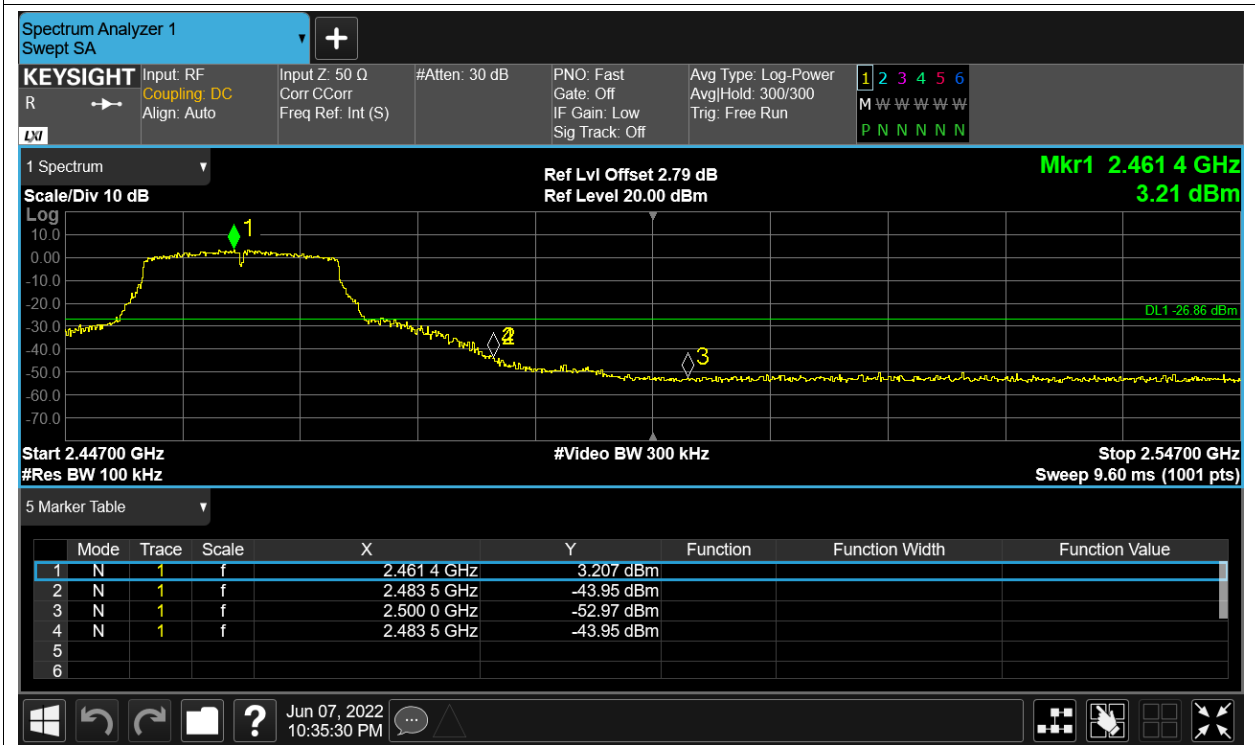 Spectrum Analyzer 1
Swept SA
KEYSIGHT Input: RF Input Z: 50 Ω #Atten: 30 dB PNO: Fast Avg Type: Log-Power 1 2 3 4 5 6
R Coupling: DC Corr CCorr Gate: Off Avg|Hold: 300/300 M W W W W W
Align: Auto Freq Ref: Int (S) IF Gain: Low Trig: Free Run
LXI Sig Track: Off P N N N N N
1 Spectrum Ref Lvl Offset 2.79 dB Mkr1 2.461 4 GHz
Scale/Div 10 dB Ref Level 20.00 dBm 3.21 dBm
Log
1
10.0
0.00
-10.0
-20.0
DL1 -26.86 dBm
-30.0
2
4
-40.0
3
-50.0
-60.0
-70.0
Start 2.44700 GHz #Video BW 300 kHz Stop 2.54700 GHz
#Res BW 100 kHz Sweep 9.60 ms (1001 pts)
5 Marker Table
Mode Trace Scale X Y Function Function Width Function Value
1 N 1 f 2.461 4 GHz 3.207 dBm
2 N 1 f 2.483 5 GHz -43.95 dBm
3 N 1 f 2.500 0 GHz -52.97 dBm
4 N 1 f 2.483 5 GHz -43.95 dBm
5
6
? Jun 07, 2022
10:35:30 PM